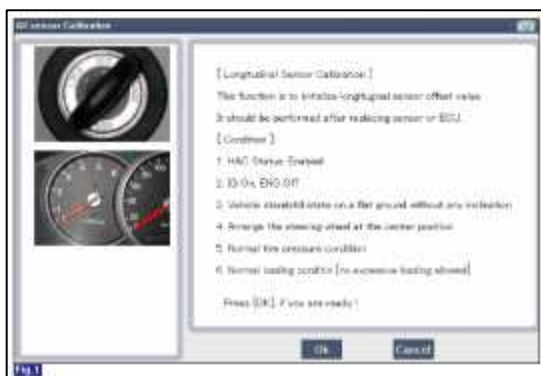 G sensor Calibration
[ Longitudinal Sensor Calibration ]
This function is to initialize longitudinal sensor offset value.
It should be performed after replacing sensor or ECU.
[ Condition ]
1. HAC Status: Enabled
2. IG On, ENG Off
3. Vehicle standstill state on a flat ground without any inclination
4. Arrange the steering wheel at the center position
5. Normal tire pressure condition
6. Normal loading condition [no excessive loading allowed]
Press [OK], if you are ready !
Ok
Cancel
Fig.1